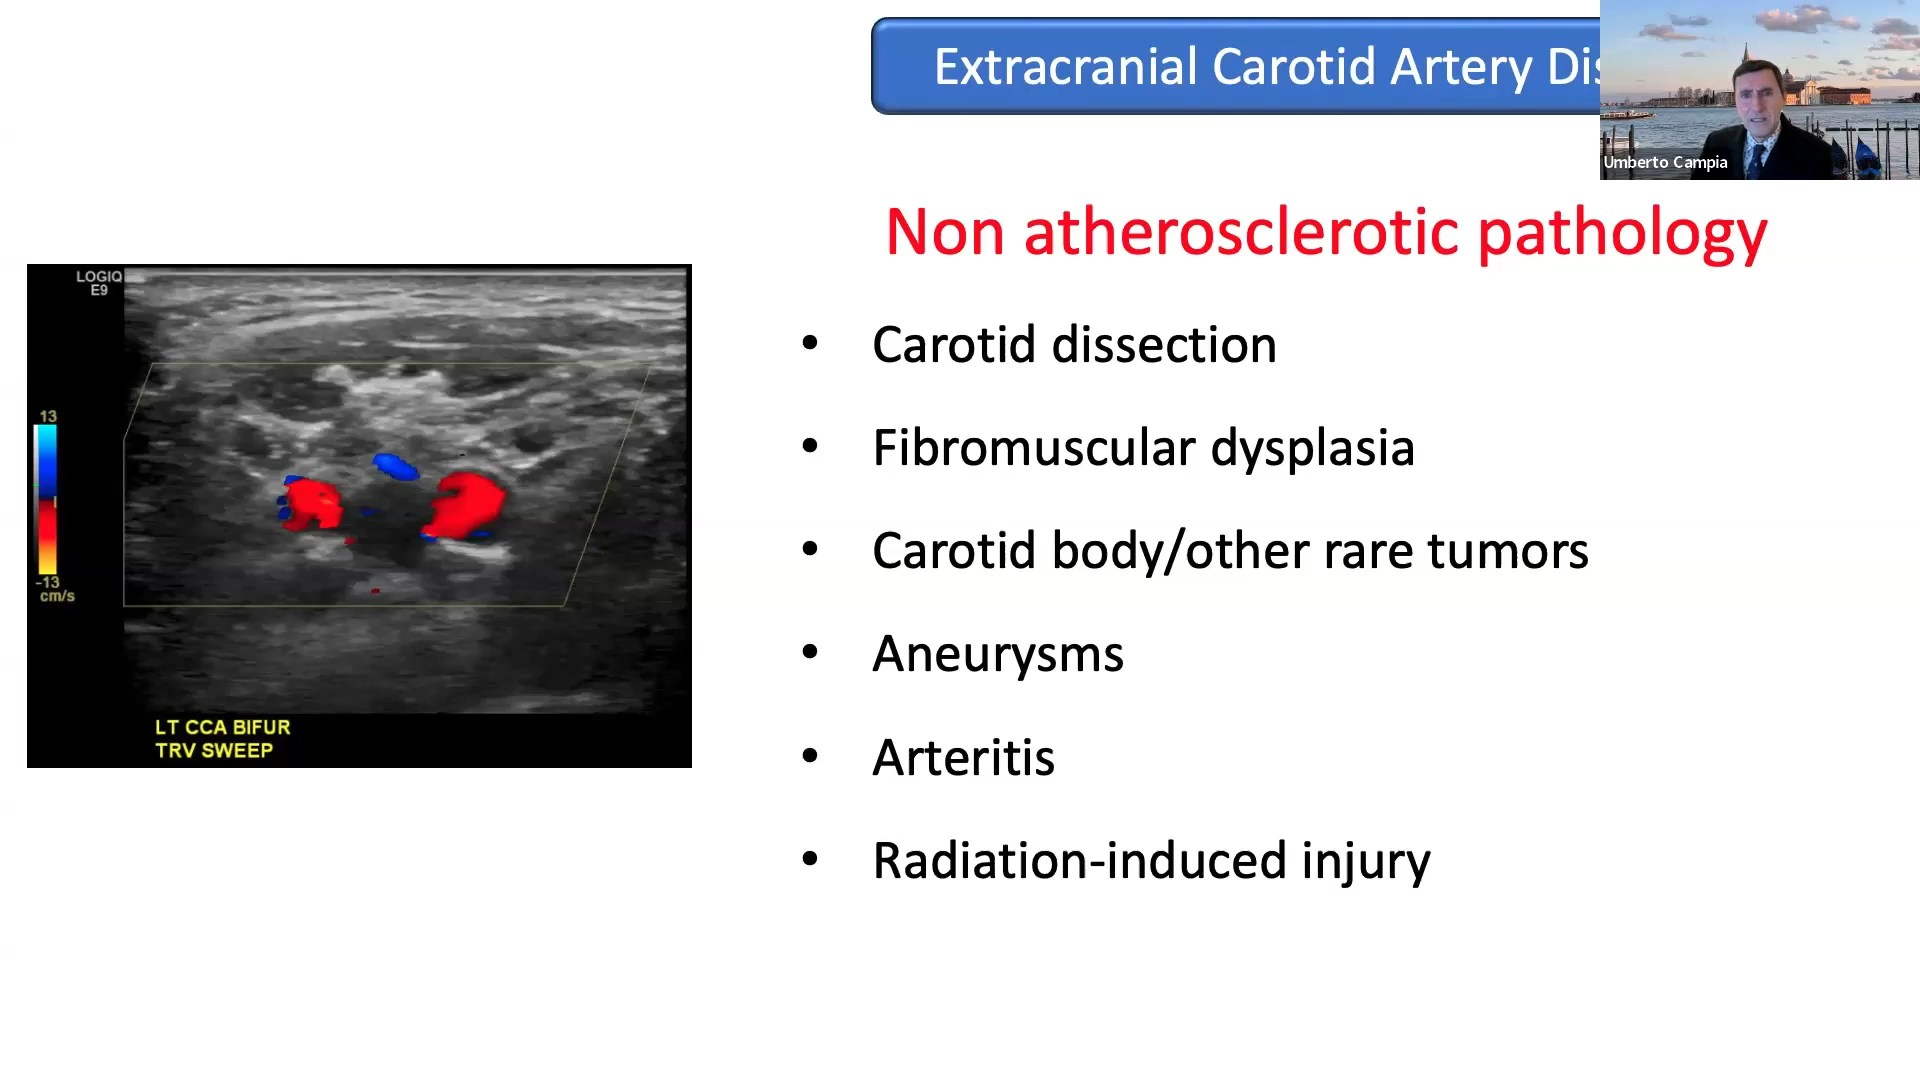 Extracranial Carotid Artery Dis
Umberto Campia
Non atherosclerotic pathology
LOGIQ
E9
13
-13
cm/s
LT CCA BIFUR
TRV SWEEP
• Carotid dissection
• Fibromuscular dysplasia
• Carotid body/other rare tumors
• Aneurysms
• Arteritis
• Radiation-induced injury